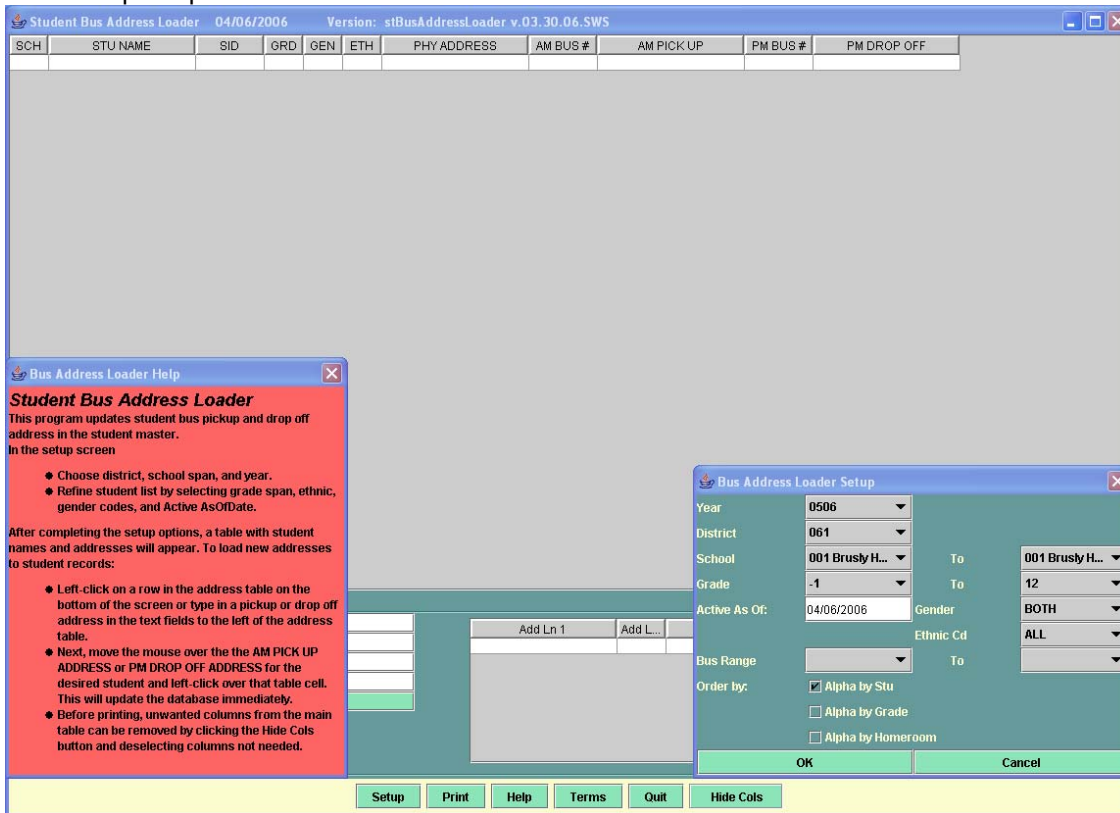 Student Bus Address Loader 04/06/2006 Version: stBusAddressLoader v.03.30.06.SWS
SCH STU NAME SID GRD GEN ETH PHY ADDRESS AM BUS # AM PICK UP PM BUS # PM DROP OFF
Bus Address Loader Help
Student Bus Address Loader
This program updates student bus pickup and drop off
address in the student master.
In the setup screen
Choose district, school span, and year.
Refine student list by selecting grade span, ethnic,
gender codes, and Active AsOfDate.
After completing the setup options, a table with student
names and addresses will appear. To load new addresses
to student records:
Left-click on a row in the address table on the
bottom of the screen or type in a pickup or drop off
address in the text fields to the left of the address
table.
Next, move the mouse over the the AM PICK UP
ADDRESS or PM DROP OFF ADDRESS for the
desired student and left-click over that table cell.
This will update the database immediately.
Before printing, unwanted columns from the main
table can be removed by clicking the Hide Cols
button and deselecting columns not needed.
Add Ln 1 Add L...
Bus Address Loader Setup
Year 0506
District 061
School 001 Brusly H... To 001 Brusly H...
Grade -1 To 12
Active As Of: 04/06/2006 Gender BOTH
Ethnic Cd ALL
Bus Range To
Order by: Alpha by Stu
Alpha by Grade
Alpha by Homeroom
OK Cancel
Setup Print Help Terms Quit Hide Cols